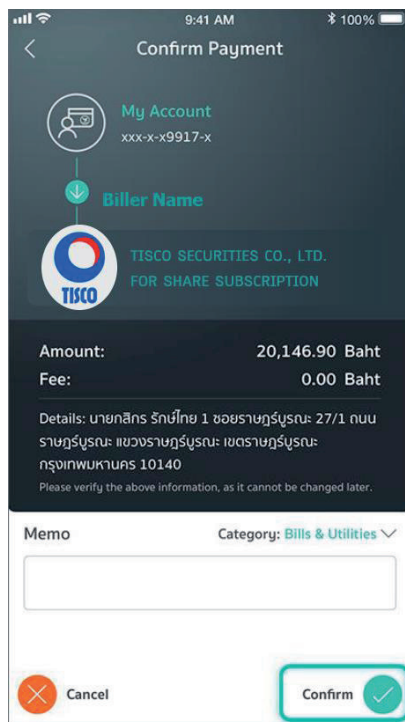 9:41 AM
100%
Confirm Payment
My Account
xxx-x-x9917-x
Biller Name
TISCO SECURITIES CO., LTD.
FOR SHARE SUBSCRIPTION
TISCO
Amount: 20,146.90 Baht
Fee: 0.00 Baht
Details: นายกสิกร รักษ์ไทย 1 ซอยราษฎร์บูรณะ 27/1 ถนน
ราษฎร์บูรณะ แขวงราษฎร์บูรณะ เขตราษฎร์บูรณะ
กรุงเทพมหานคร 10140
Please verify the above information, as it cannot be changed later.
Memo
Category: Bills & Utilities
Cancel
Confirm